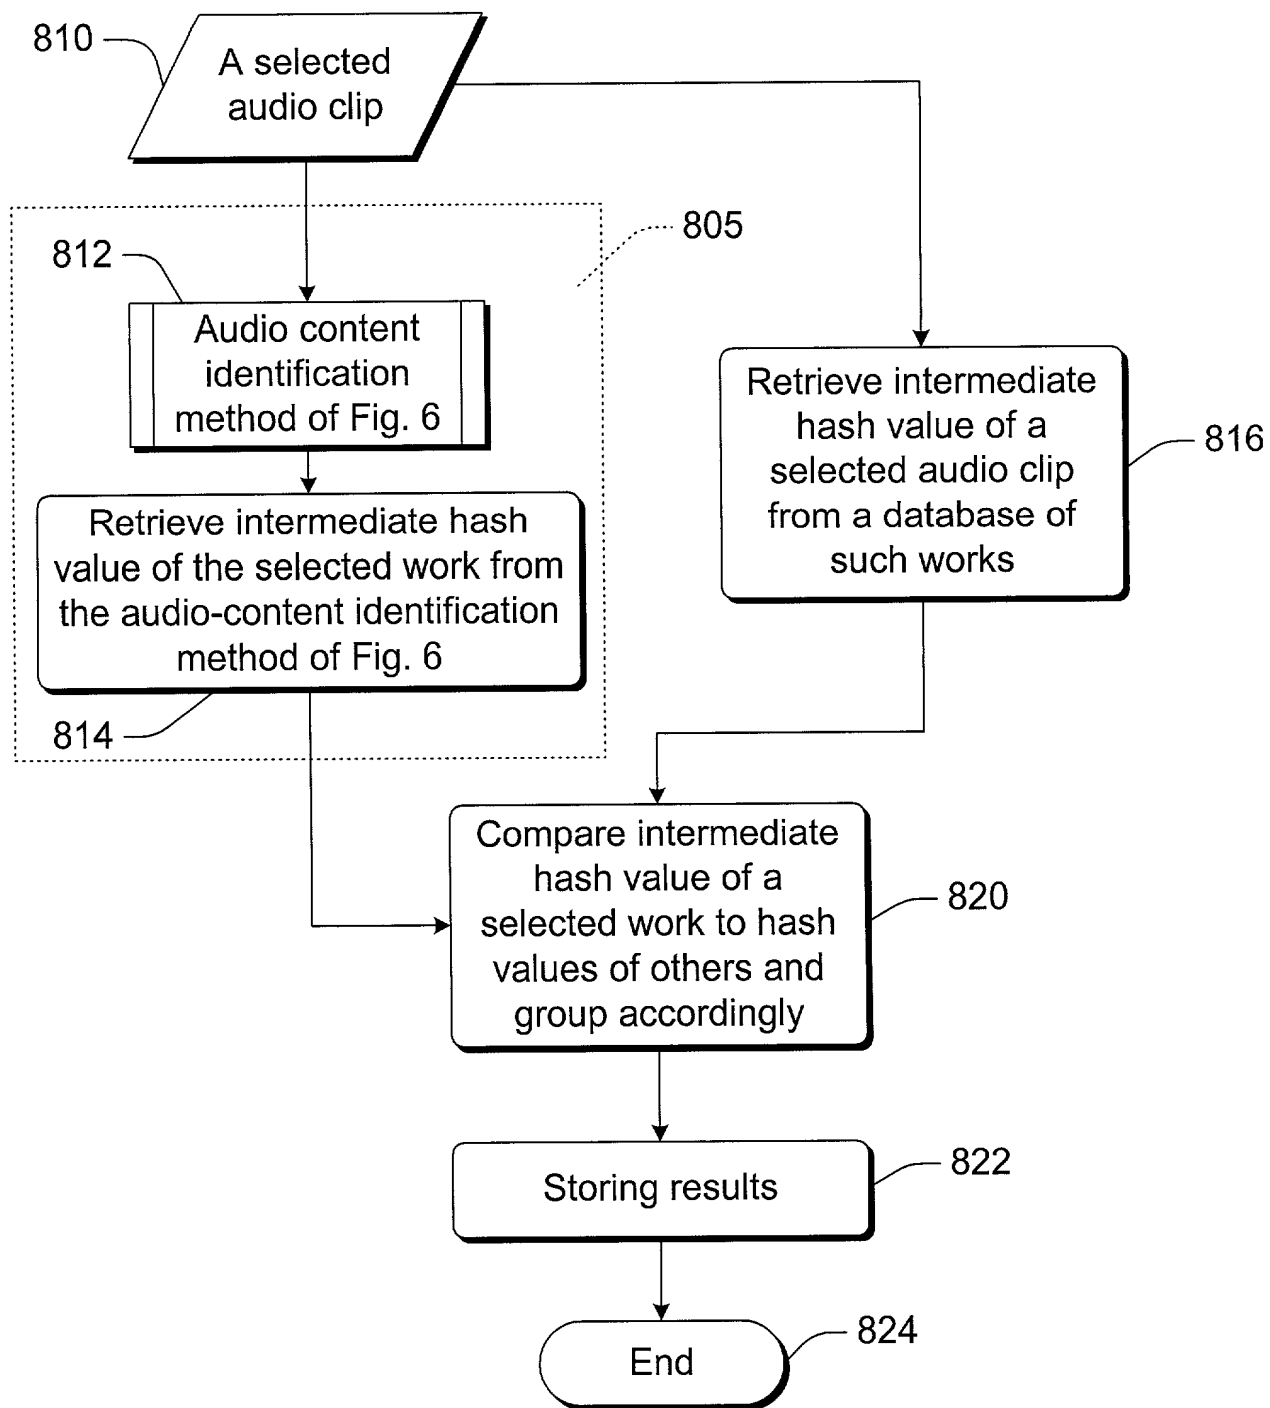 810
A selected
audio clip
805
812
Audio content
identification
method of Fig. 6
Retrieve intermediate hash
value of the selected work from
the audio-content identification
method of Fig. 6
814
Retrieve intermediate
hash value of a
selected audio clip
from a database of
such works
816
Compare intermediate
hash value of a
selected work to hash
values of others and
group accordingly
820
Storing results
822
End
824